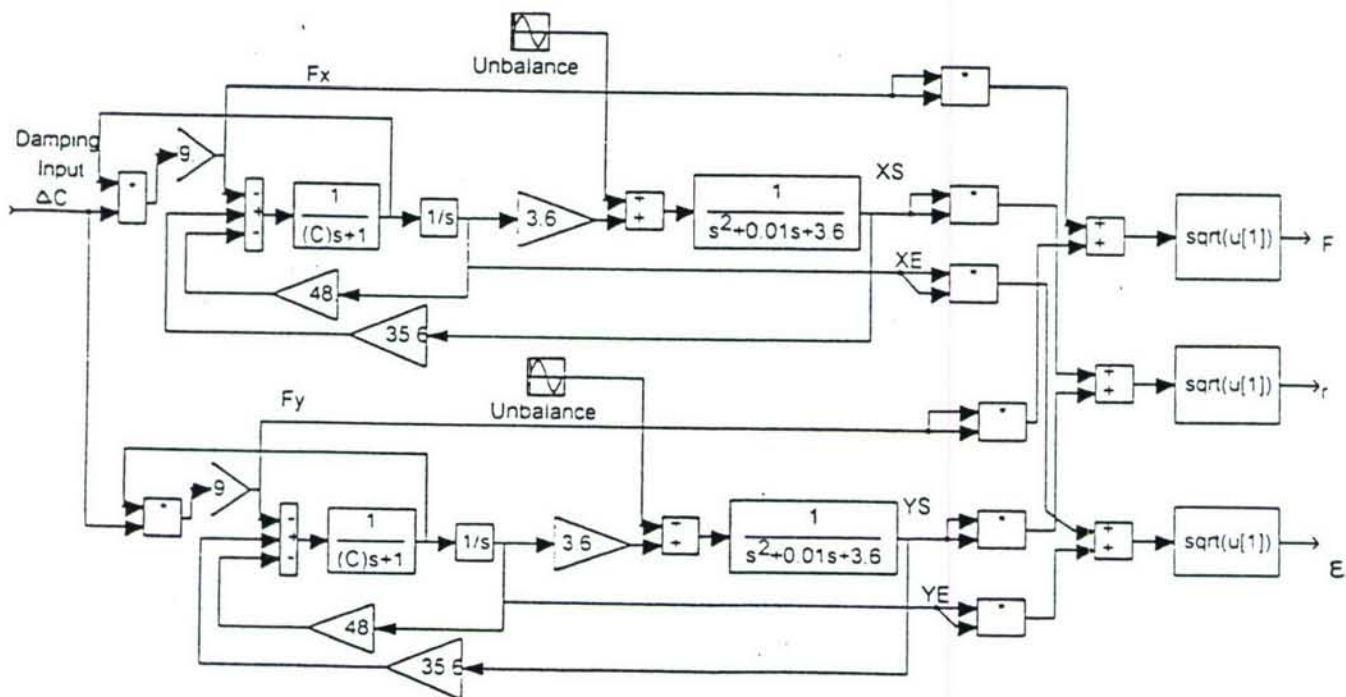 Unbalance
Fx
Damping
Input
ΔC
*
9.
-
+
-
1
(C)s+1
1/s
3.6
+
+
1
s²+0.01s+3.6
XS
XE
*
*
*
48
35.6
+
+
sqrt(u[1])
F
+
+
sqrt(u[1])
r
Unbalance
Fy
*
9
-
+
-
1
(C)s+1
1/s
3.6
+
+
1
s²+0.01s+3.6
YS
YE
*
*
*
48
35 6
+
+
sqrt(u[1])
ε